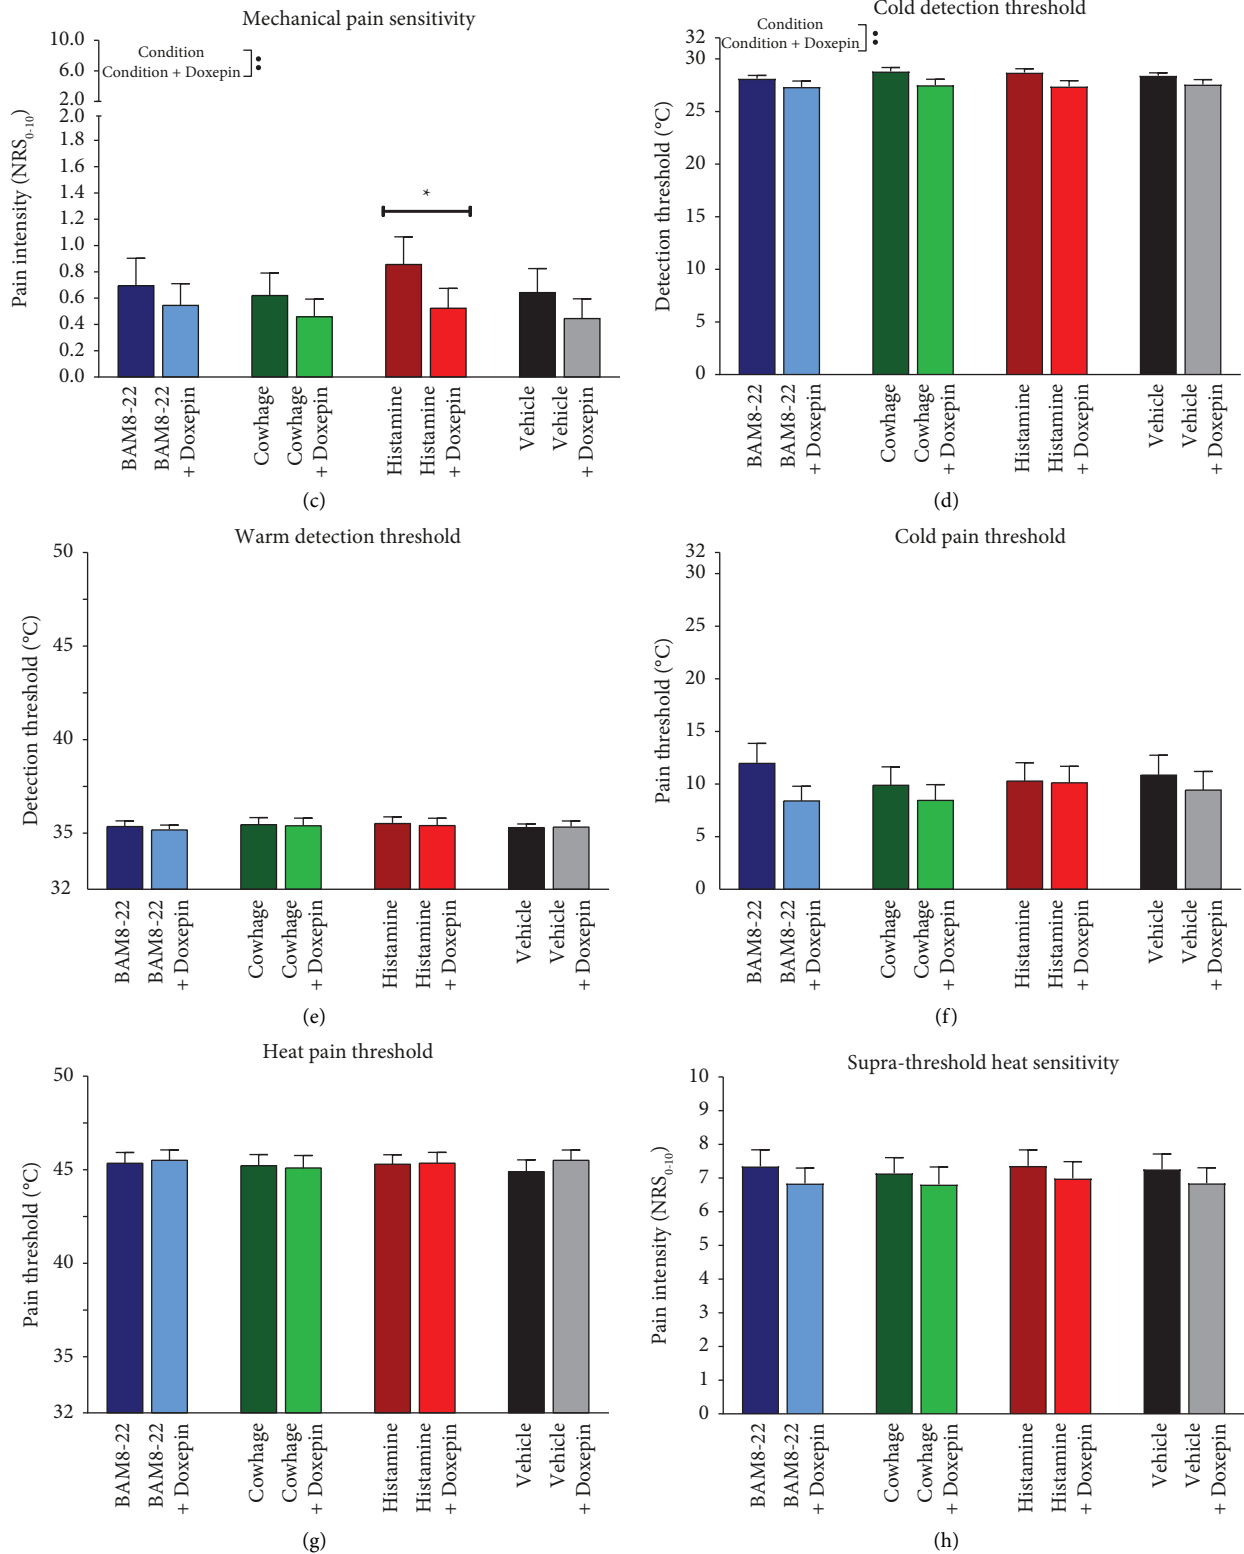 Mechanical pain sensitivity
Pain intensity (NRS0-10)
10.0
6.0
2.0
2.0
1.8
1.6
1.4
1.2
1.0
0.8
0.6
0.4
0.2
0.0
Condition
Condition + Doxepin
*
BAM8-22
BAM8-22
+ Doxepin
Cowhage
Cowhage
+ Doxepin
Histamine
Histamine
+ Doxepin
Vehicle
Vehicle
+ Doxepin
(c)
Cold detection threshold
Detection threshold (°C)
32
30
25
20
15
10
5
0
Condition
Condition + Doxepin
BAM8-22
BAM8-22
+ Doxepin
Cowhage
Cowhage
+ Doxepin
Histamine
Histamine
+ Doxepin
Vehicle
Vehicle
+ Doxepin
(d)
Warm detection threshold
Detection threshold (°C)
50
45
40
35
32
BAM8-22
BAM8-22
+ Doxepin
Cowhage
Cowhage
+ Doxepin
Histamine
Histamine
+ Doxepin
Vehicle
Vehicle
+ Doxepin
(e)
Cold pain threshold
Pain threshold (°C)
32
30
25
20
15
10
5
0
BAM8-22
BAM8-22
+ Doxepin
Cowhage
Cowhage
+ Doxepin
Histamine
Histamine
+ Doxepin
Vehicle
Vehicle
+ Doxepin
(f)
Heat pain threshold
Pain threshold (°C)
50
45
40
35
32
BAM8-22
BAM8-22
+ Doxepin
Cowhage
Cowhage
+ Doxepin
Histamine
Histamine
+ Doxepin
Vehicle
Vehicle
+ Doxepin
(g)
Supra-threshold heat sensitivity
Pain intensity (NRS0-10)
10
9
8
7
6
5
4
3
2
1
0
BAM8-22
BAM8-22
+ Doxepin
Cowhage
Cowhage
+ Doxepin
Histamine
Histamine
+ Doxepin
Vehicle
Vehicle
+ Doxepin
(h)